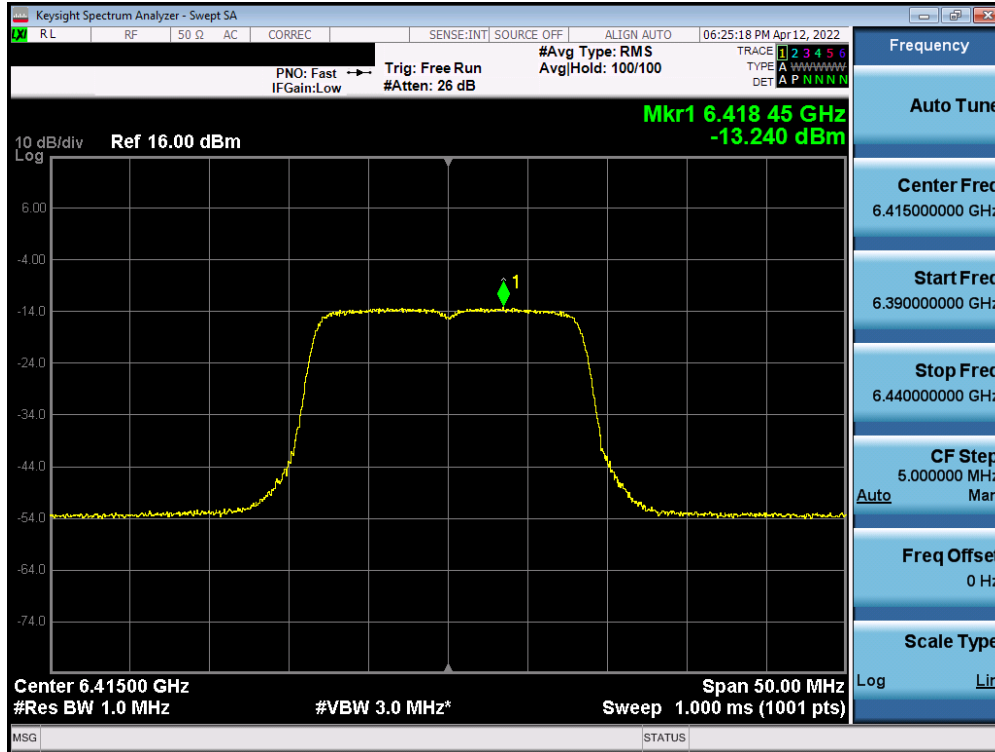 Keysight Spectrum Analyzer - Swept SA
LXI RL RF 50 Ω AC CORREC SENSE:INT SOURCE OFF ALIGN AUTO 06:25:18 PM Apr 12, 2022
PNO: Fast
IFGain:Low
Trig: Free Run
#Atten: 26 dB
#Avg Type: RMS
Avg|Hold: 100/100
TRACE 1 2 3 4 5 6
TYPE A W W W W W
DET A P N N N N
Mkr1 6.418 45 GHz
-13.240 dBm
10 dB/div Ref 16.00 dBm
Log
1
6.00
-4.00
-14.0
-24.0
-34.0
-44.0
-54.0
-64.0
-74.0
Center 6.41500 GHz Span 50.00 MHz
#Res BW 1.0 MHz #VBW 3.0 MHz* Sweep 1.000 ms (1001 pts)
MSG STATUS
Frequency
Auto Tune
Center Freq
6.415000000 GHz
Start Freq
6.390000000 GHz
Stop Freq
6.440000000 GHz
CF Step
5.000000 MHz
Auto Man
Freq Offset
0 Hz
Scale Type
Log Lin